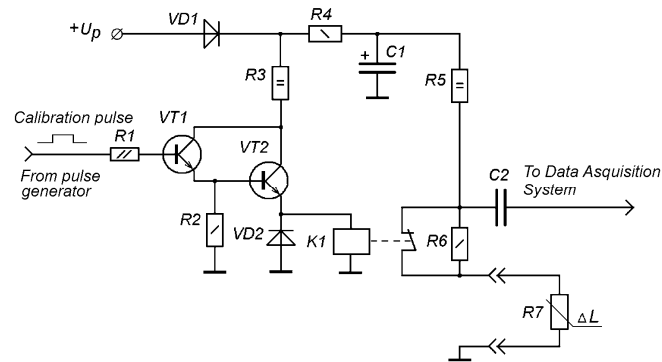 +Up
VD1
R4
+
C1
R3
R5
Calibration pulse
R1
VT1
From pulse
generator
VT2
C2
To Data Asquisition
System
R2
VD2
K1
R6
R7
ΔL